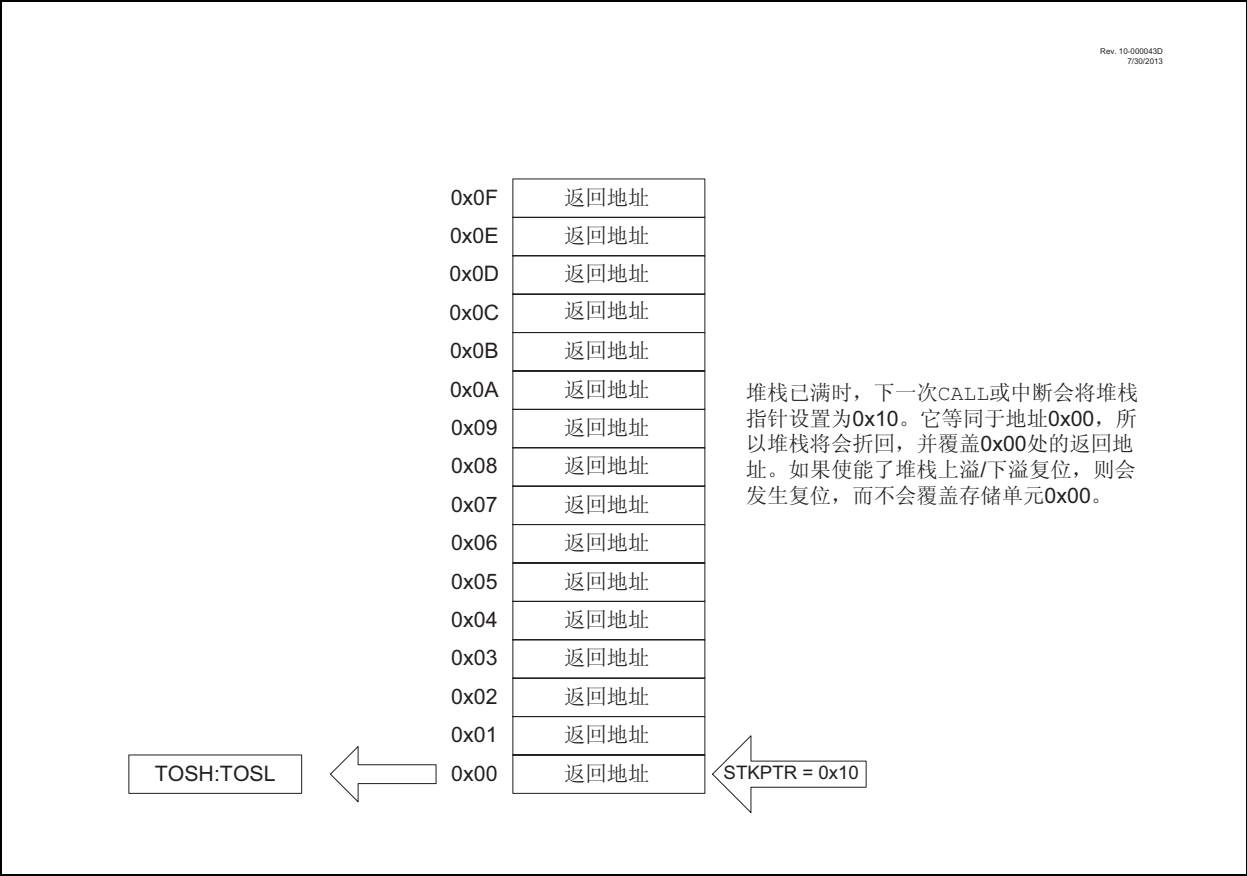 Rev. 10-000043D
7/30/2013
0x0F 返回地址
0x0E 返回地址
0x0D 返回地址
0x0C 返回地址
0x0B 返回地址
0x0A 返回地址
0x09 返回地址
0x08 返回地址
0x07 返回地址
0x06 返回地址
0x05 返回地址
0x04 返回地址
0x03 返回地址
0x02 返回地址
0x01 返回地址
TOSH:TOSL 0x00 返回地址 STKPTR = 0x10
堆栈已满时，下一次CALL或中断会将堆栈
指针设置为0x10。它等同于地址0x00，所
以堆栈将会折回，并覆盖0x00处的返回地
址。如果使能了堆栈上溢/下溢复位，则会
发生复位，而不会覆盖存储单元0x00。